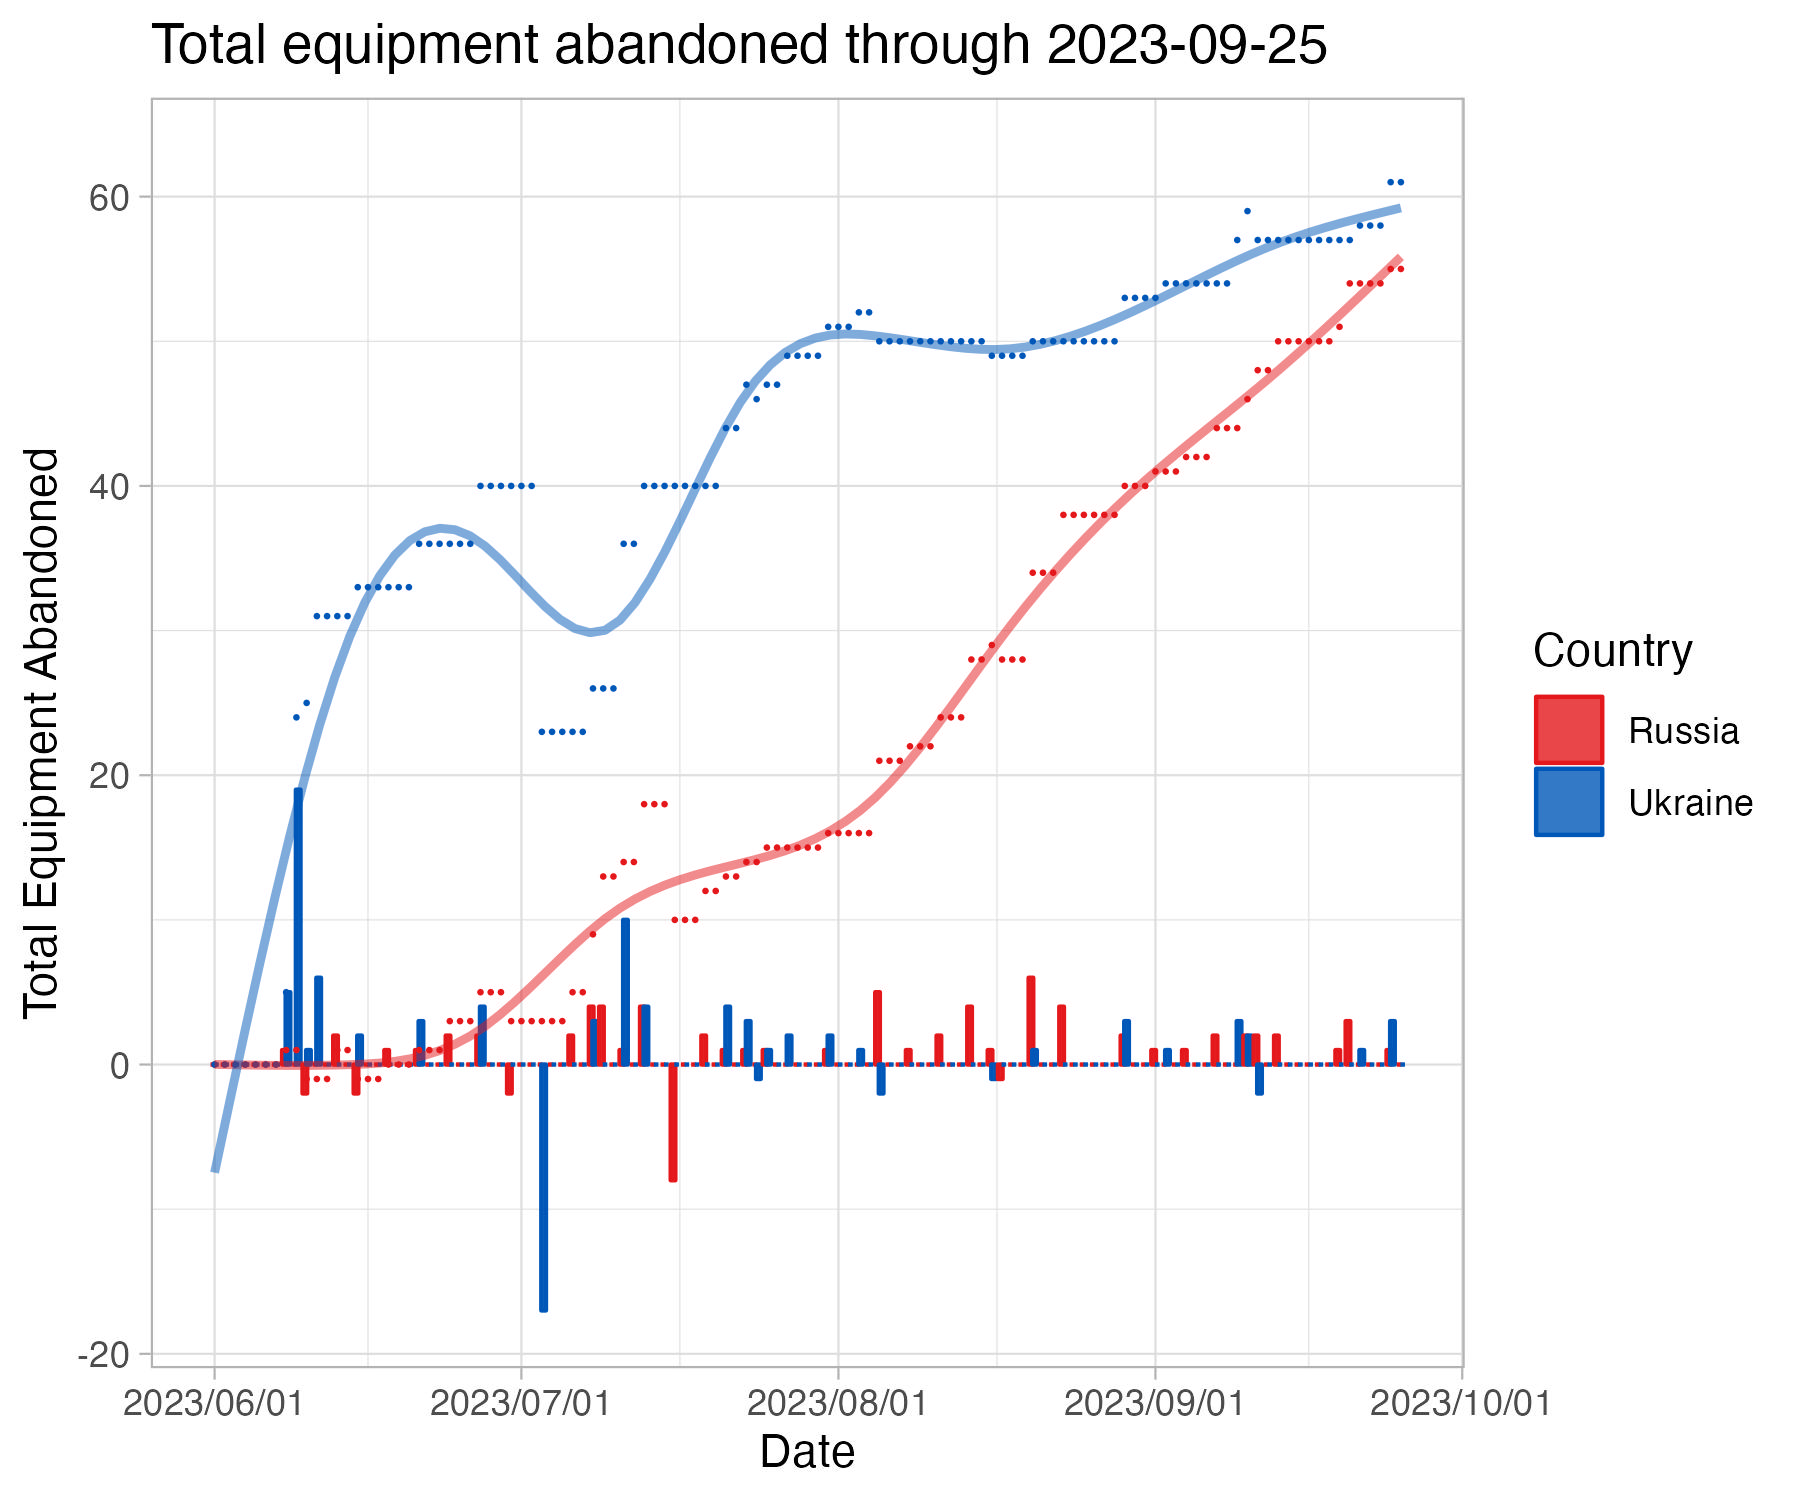 Total equipment abandoned through 2023-09-25
Total Equipment Abandoned
60
40
20
0
-20
2023/06/01 2023/07/01 2023/08/01 2023/09/01 2023/10/01
Date
Country
Russia
Ukraine